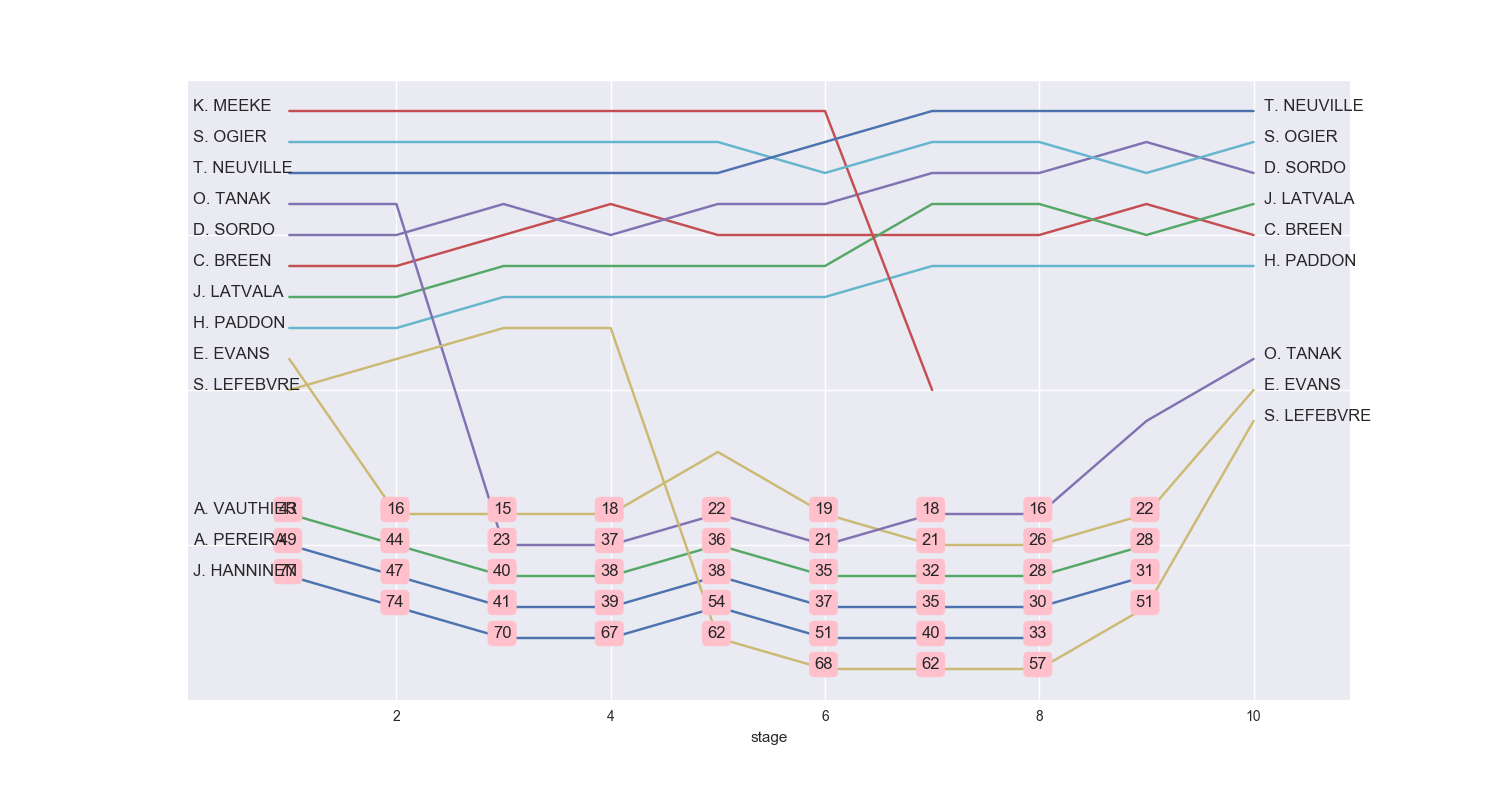 K. MEEKE
S. OGIER
T. NEUVILLE
O. TANAK
D. SORDO
C. BREEN
J. LATVALA
H. PADDON
E. EVANS
S. LEFEBVRE
A. VAUTHIER 43 16 15 18 22 19 18 16 22
A. PEREIRA 49 44 23 37 36 21 21 26 28
J. HANNINEN 77 47 40 38 38 35 32 28 31
74 41 39 54 37 35 30 51
70 67 62 51 40 33
68 62 57
T. NEUVILLE
S. OGIER
D. SORDO
J. LATVALA
C. BREEN
H. PADDON
O. TANAK
E. EVANS
S. LEFEBVRE
2 4 6 8 10
stage